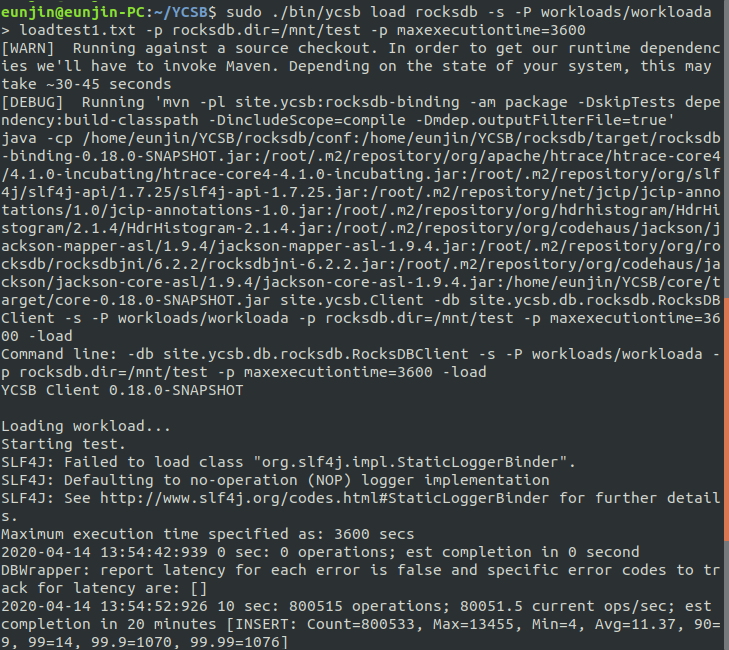 eunjin@eunjin-PC:~/YCSB$ sudo ./bin/ycsb load rocksdb -s -P workloads/workloada
> loadtest1.txt -p rocksdb.dir=/mnt/test -p maxexecutiontime=3600
[WARN]  Running against a source checkout. In order to get our runtime dependenc
ies we'll have to invoke Maven. Depending on the state of your system, this may
take ~30-45 seconds
[DEBUG]  Running 'mvn -pl site.ycsb:rocksdb-binding -am package -DskipTests depe
ndency:build-classpath -DincludeScope=compile -Dmdep.outputFilterFile=true'
java -cp /home/eunjin/YCSB/rocksdb/conf:/home/eunjin/YCSB/rocksdb/target/rocksdb
-binding-0.18.0-SNAPSHOT.jar:/root/.m2/repository/org/apache/htrace/htrace-core4
/4.1.0-incubating/htrace-core4-4.1.0-incubating.jar:/root/.m2/repository/org/slf
4j/slf4j-api/1.7.25/slf4j-api-1.7.25.jar:/root/.m2/repository/net/jcip/jcip-anno
tations/1.0/jcip-annotations-1.0.jar:/root/.m2/repository/org/hdrhistogram/HdrHi
stogram/2.1.4/HdrHistogram-2.1.4.jar:/root/.m2/repository/org/codehaus/jackson/j
ackson-mapper-asl/1.9.4/jackson-mapper-asl-1.9.4.jar:/root/.m2/repository/org/ro
cksdb/rocksdbjni/6.2.2/rocksdbjni-6.2.2.jar:/root/.m2/repository/org/codehaus/ja
ckson/jackson-core-asl/1.9.4/jackson-core-asl-1.9.4.jar:/home/eunjin/YCSB/core/t
arget/core-0.18.0-SNAPSHOT.jar site.ycsb.Client -db site.ycsb.db.rocksdb.RocksDB
Client -s -P workloads/workloada -p rocksdb.dir=/mnt/test -p maxexecutiontime=36
00 -load
Command line: -db site.ycsb.db.rocksdb.RocksDBClient -s -P workloads/workloada -
p rocksdb.dir=/mnt/test -p maxexecutiontime=3600 -load
YCSB Client 0.18.0-SNAPSHOT

Loading workload...
Starting test.
SLF4J: Failed to load class "org.slf4j.impl.StaticLoggerBinder".
SLF4J: Defaulting to no-operation (NOP) logger implementation
SLF4J: See http://www.slf4j.org/codes.html#StaticLoggerBinder for further detail
s.
Maximum execution time specified as: 3600 secs
2020-04-14 13:54:42:939 0 sec: 0 operations; est completion in 0 second
DBWrapper: report latency for each error is false and specific error codes to tr
ack for latency are: []
2020-04-14 13:54:52:926 10 sec: 800515 operations; 80051.5 current ops/sec; est
completion in 20 minutes [INSERT: Count=800533, Max=13455, Min=4, Avg=11.37, 90=
9, 99=14, 99.9=1070, 99.99=1076]